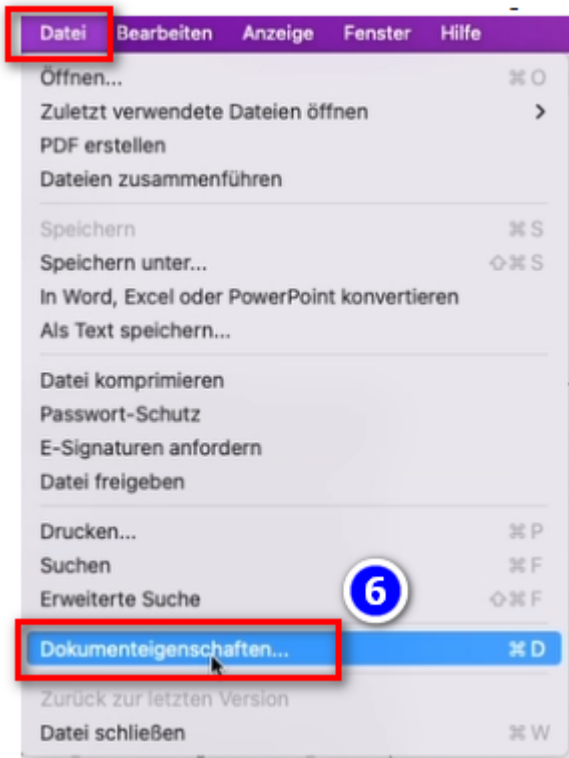 Datei Bearbeiten Anzeige Fenster Hilfe
Öffnen... ⌘ O
Zuletzt verwendete Dateien öffnen >
PDF erstellen
Dateien zusammenführen
Speichern ⌘ S
Speichern unter... ⇧⌘ S
In Word, Excel oder PowerPoint konvertieren
Als Text speichern...
Datei komprimieren
Passwort-Schutz
E-Signaturen anfordern
Datei freigeben
Drucken... ⌘ P
Suchen ⌘ F
Erweiterte Suche ⇧⌘ F
6
Dokumenteigenschaften... ⌘ D
Zurück zur letzten Version
Datei schließen ⌘ W